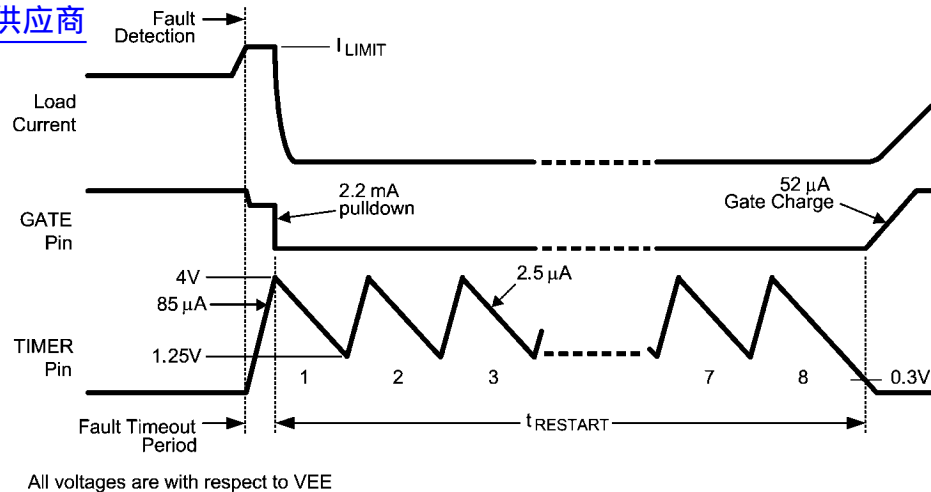 供应商
Fault
Detection
I LIMIT
Load
Current
2.2 mA
pulldown
52 μA
Gate Charge
GATE
Pin
4V
2.5 μA
85 μA
TIMER
Pin
1.25V
1
2
3
7
8
0.3V
Fault Timeout
Period
t RESTART
All voltages are with respect to VEE